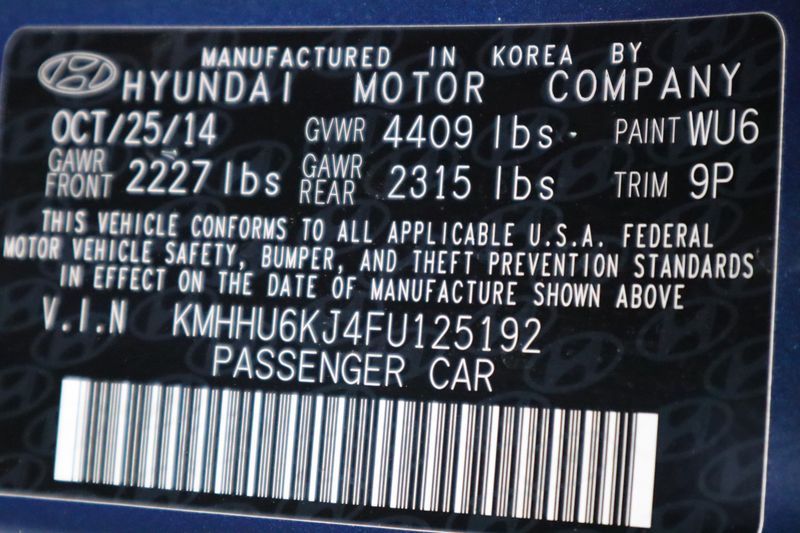 MANUFACTURED IN KOREA BY
HYUNDAI MOTOR COMPANY
OCT/25/14 GVWR 4409 lbs PAINT WU6
GAWR FRONT 2227 lbs GAWR REAR 2315 lbs TRIM 9P
THIS VEHICLE CONFORMS TO ALL APPLICABLE U.S.A. FEDERAL
MOTOR VEHICLE SAFETY, BUMPER, AND THEFT PREVENTION STANDARDS
IN EFFECT ON THE DATE OF MANUFACTURE SHOWN ABOVE
V.I.N KMHHU6KJ4FU125192
PASSENGER CAR